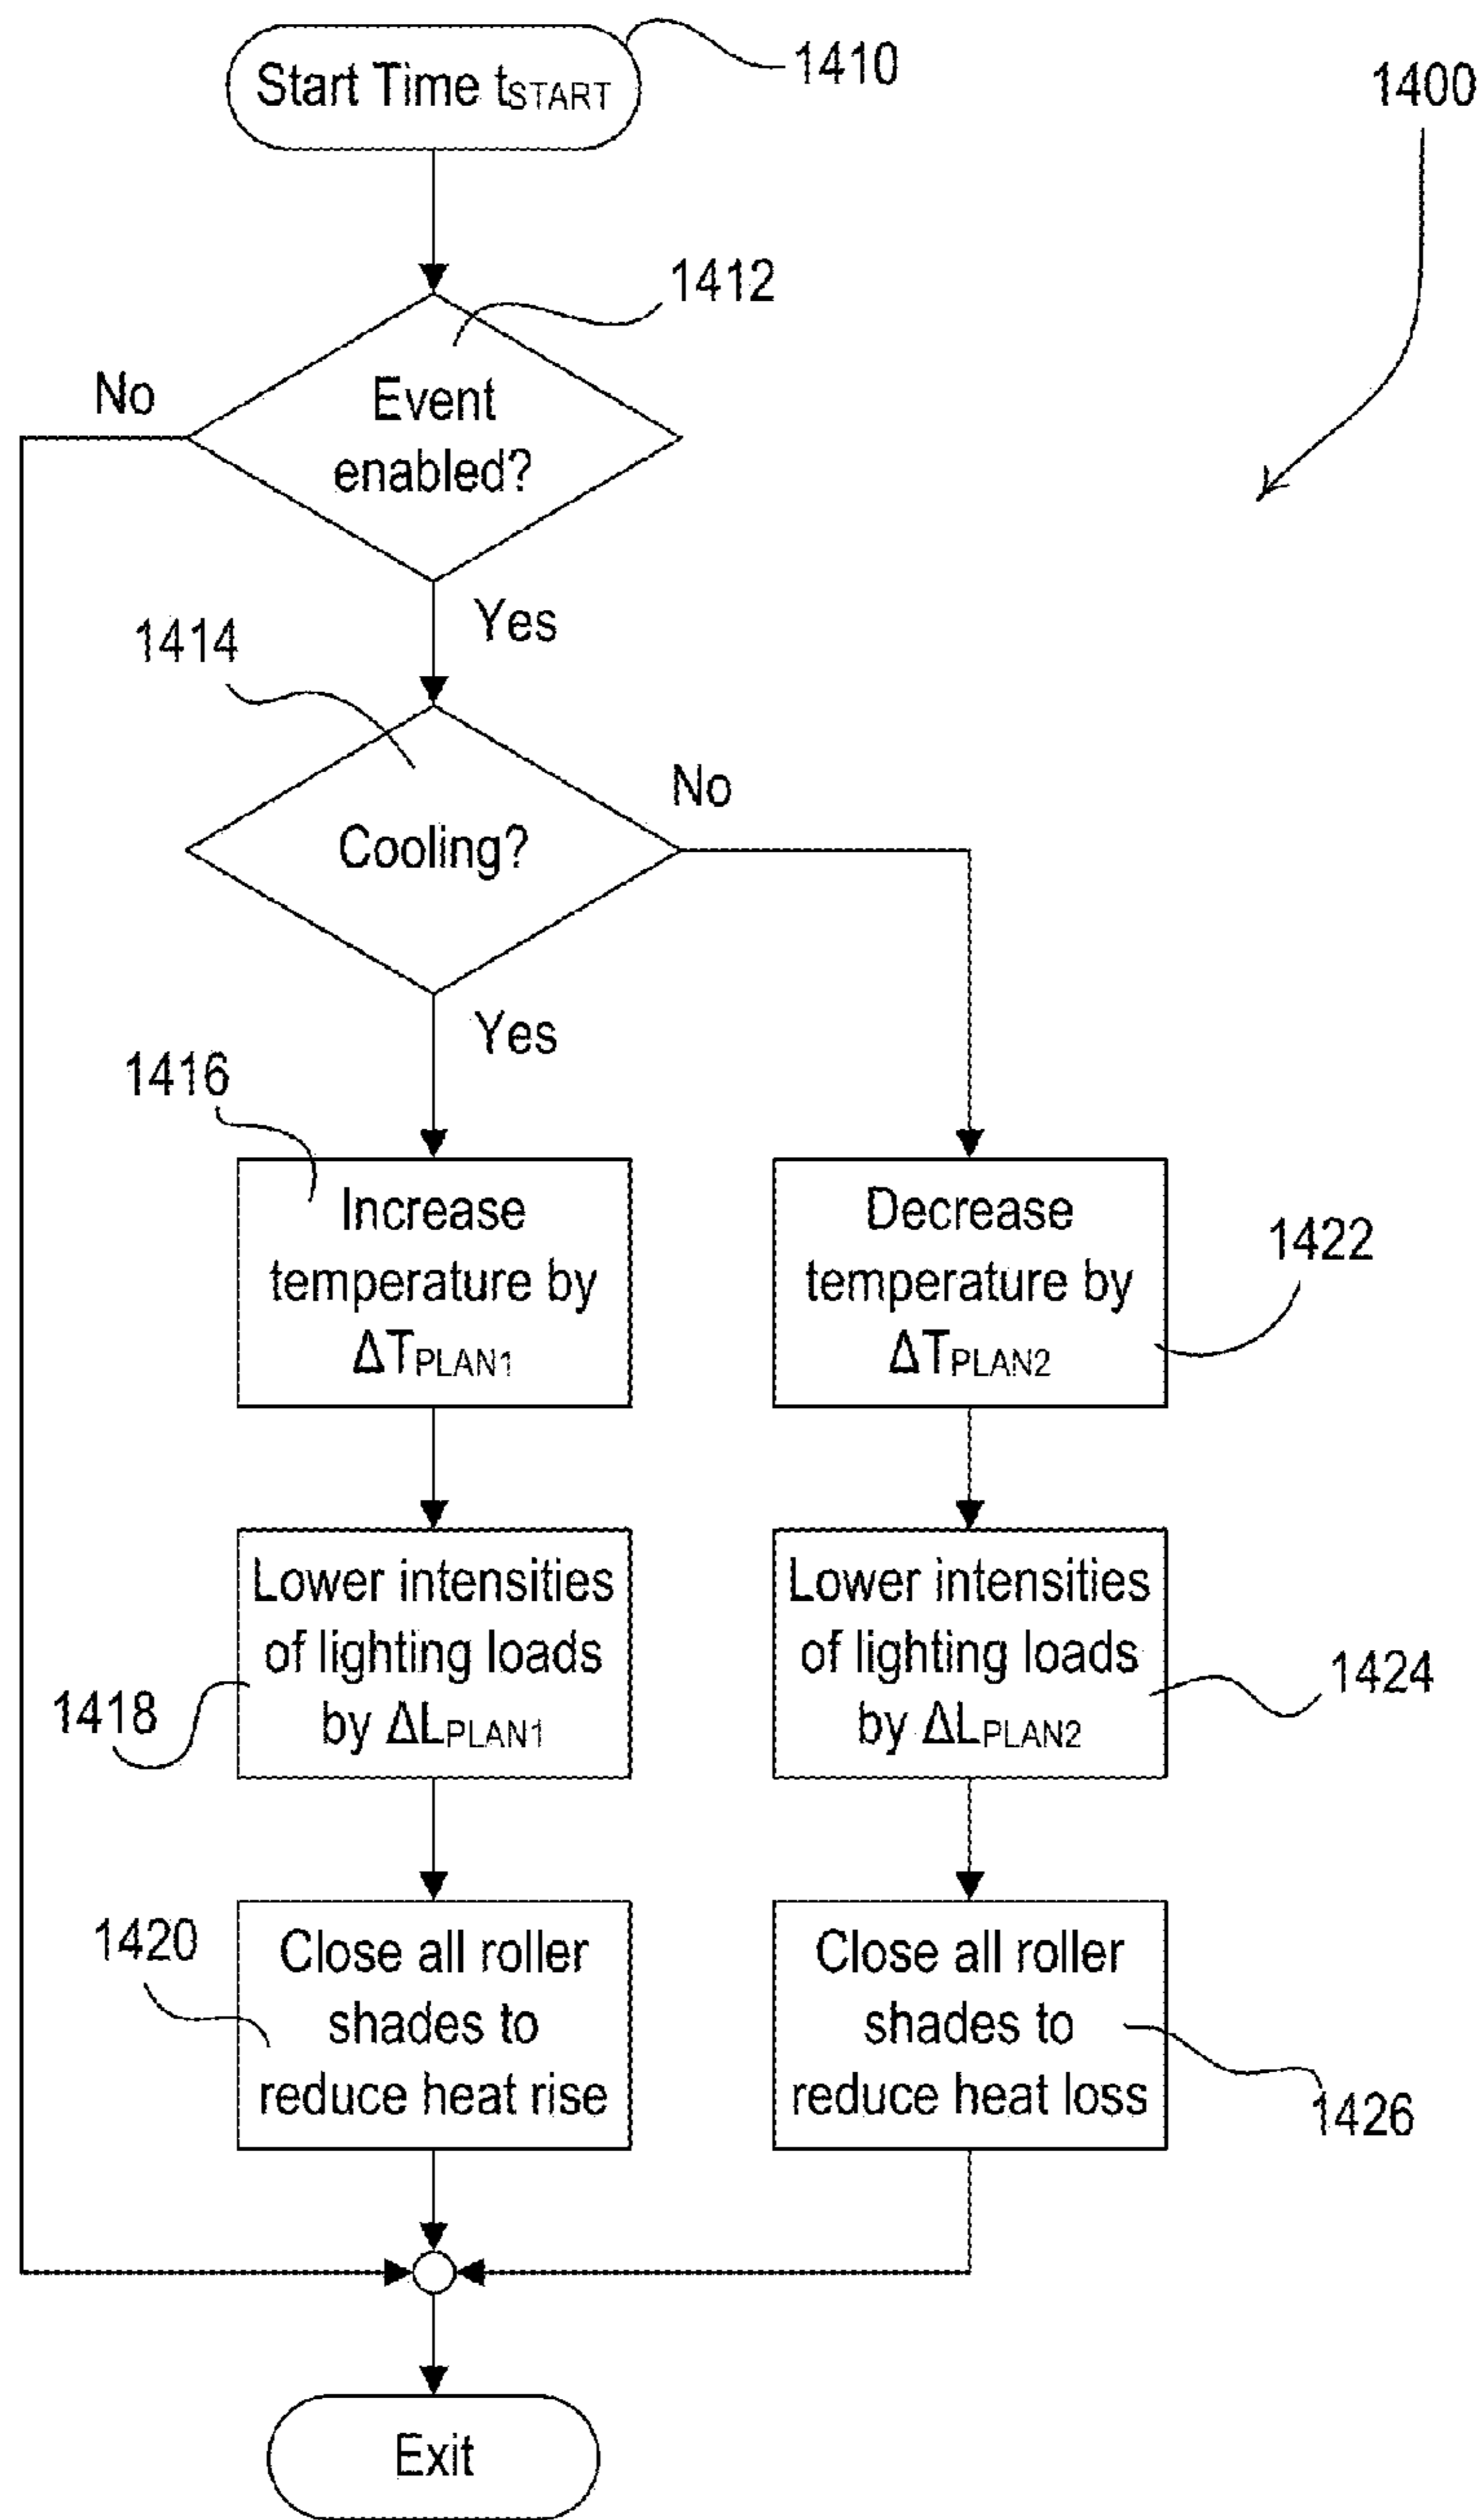 Start Time tSTART
1410
1400
1412
No
Event
enabled?
Yes
1414
No
Cooling?
Yes
1416
Increase
temperature by
ΔTPLAN1
Decrease
temperature by
ΔTPLAN2
1422
Lower intensities
of lighting loads
by ΔLPLAN1
1418
Lower intensities
of lighting loads
by ΔLPLAN2
1424
1420
Close all roller
shades to
reduce heat rise
Close all roller
shades to
reduce heat loss
1426
Exit